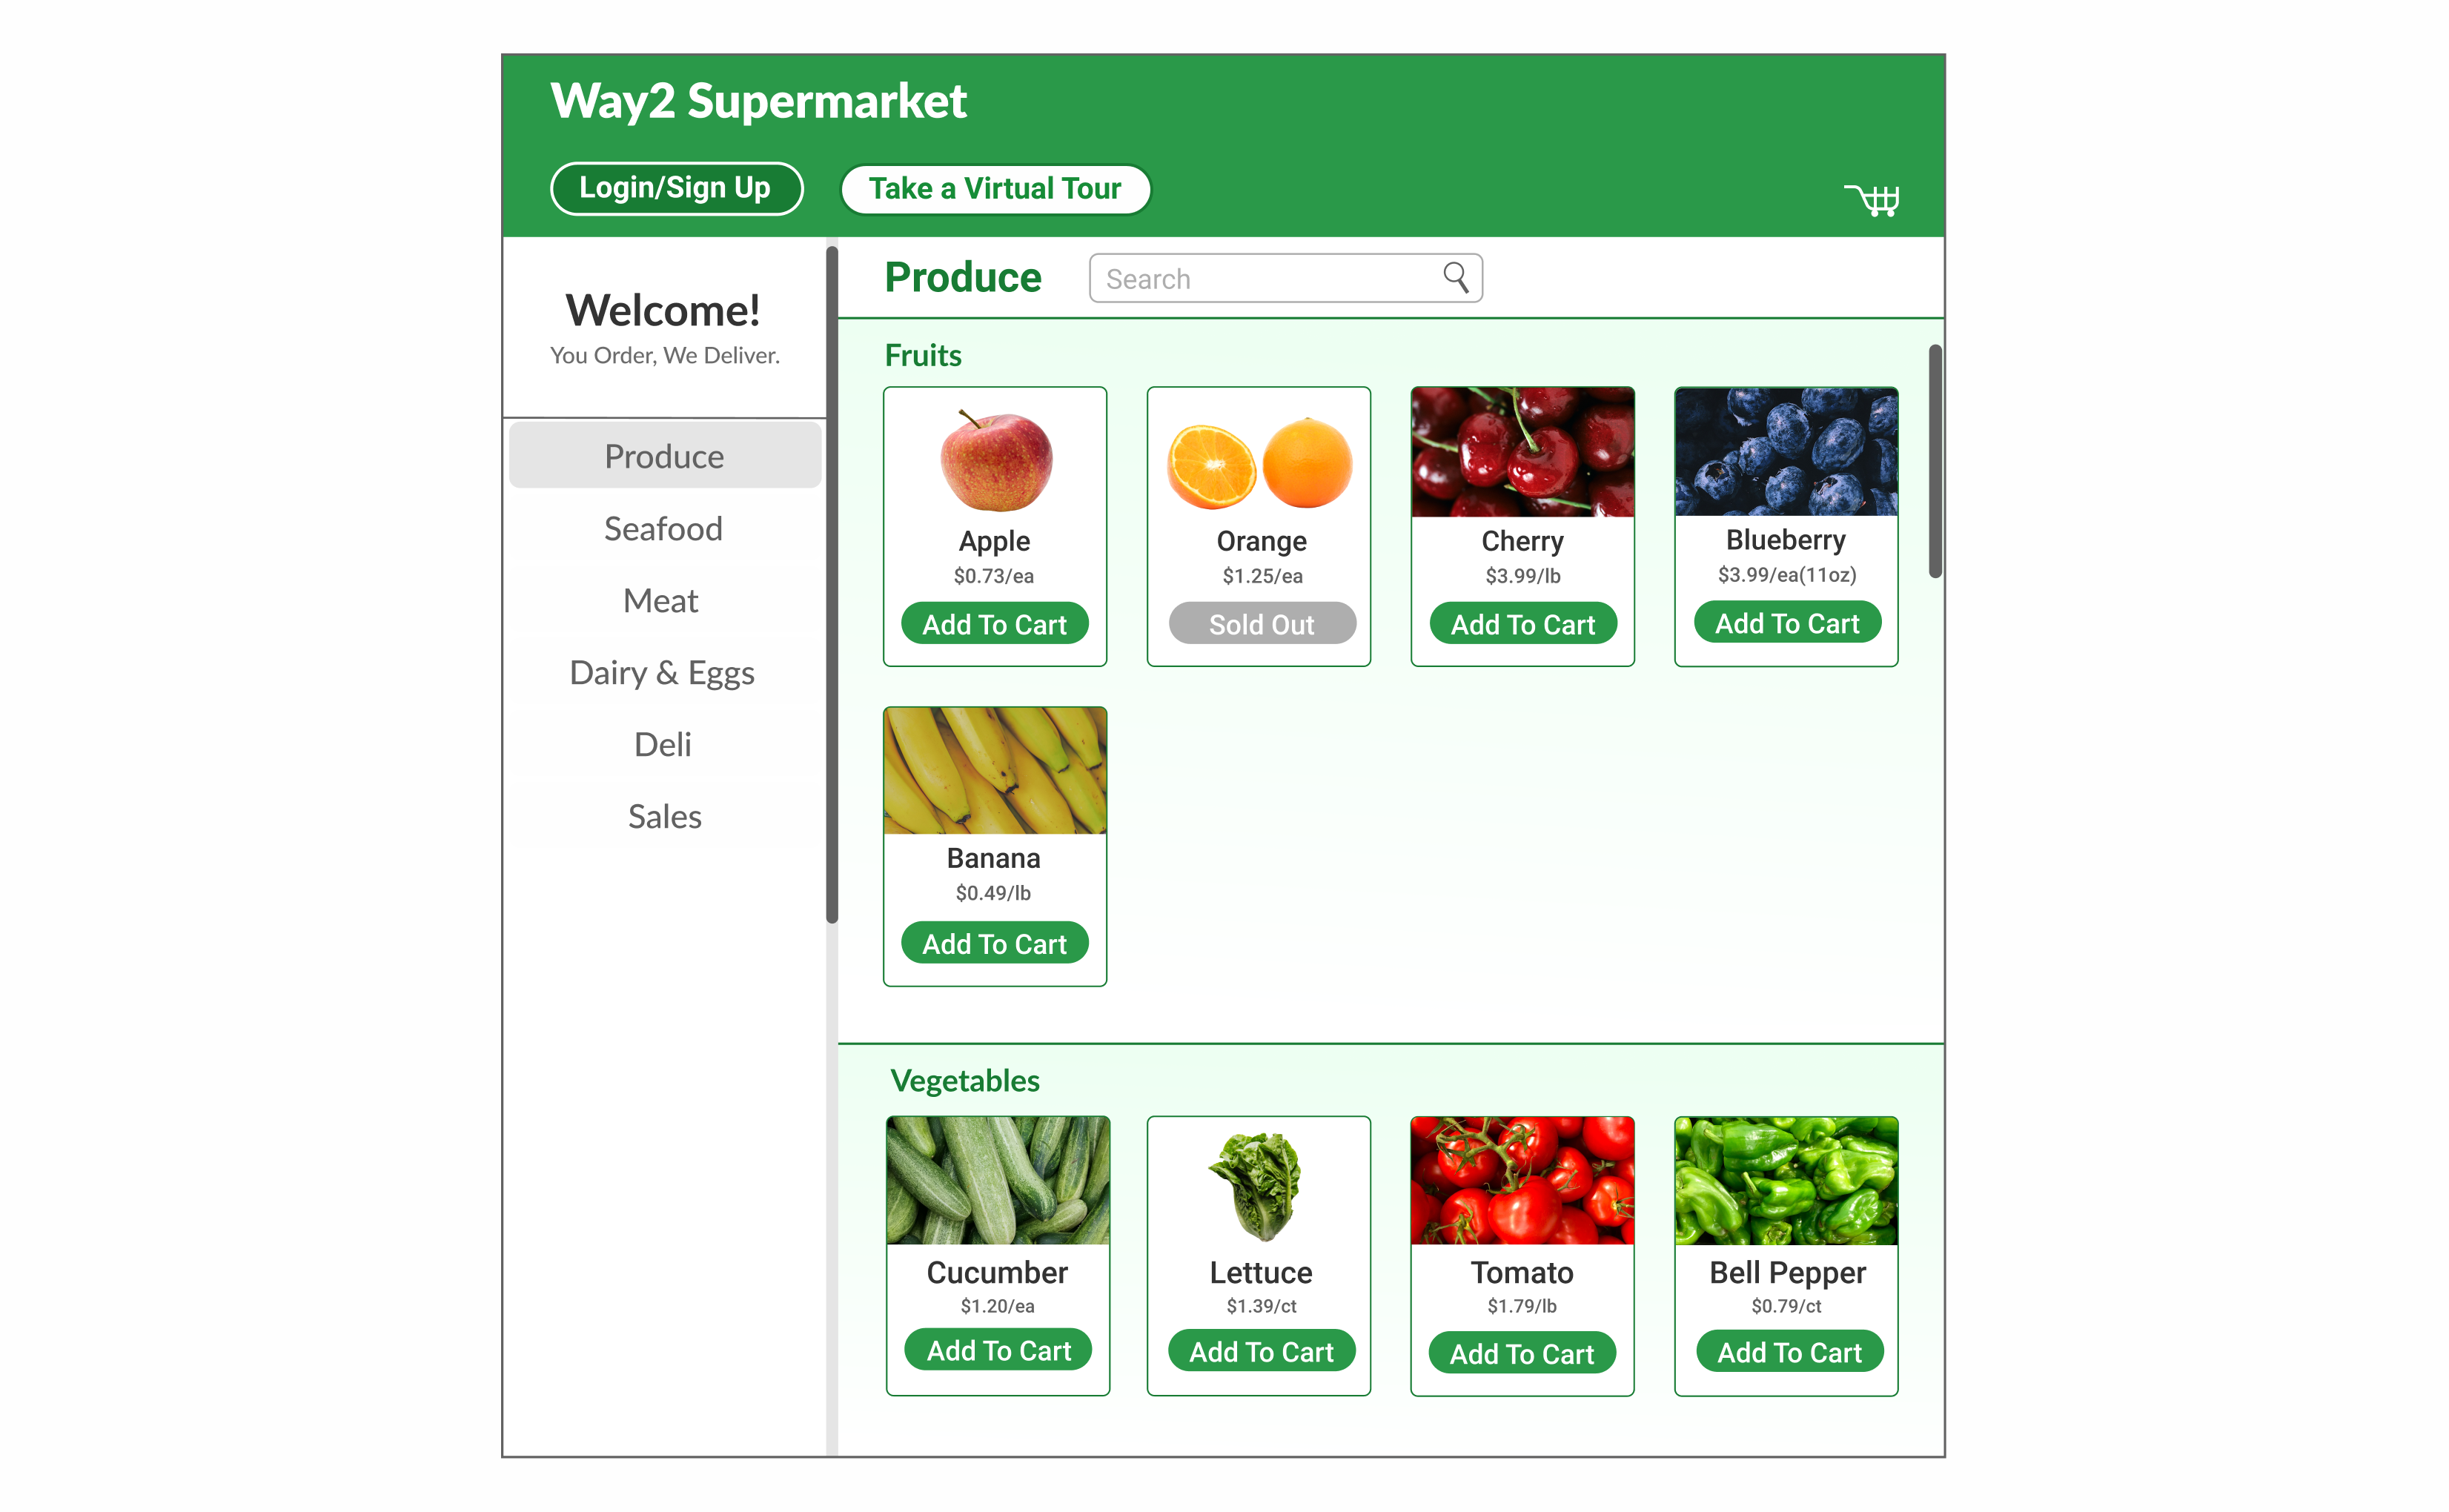 Way2 Supermarket
Login/Sign Up
Take a Virtual Tour
Welcome!
You Order, We Deliver.
Produce
Seafood
Meat
Dairy & Eggs
Deli
Sales
Produce
Search
Fruits
Apple
$0.73/ea
Add To Cart
Orange
$1.25/ea
Sold Out
Cherry
$3.99/lb
Add To Cart
Blueberry
$3.99/ea(11oz)
Add To Cart
Banana
$0.49/lb
Add To Cart
Vegetables
Cucumber
$1.20/ea
Add To Cart
Lettuce
$1.39/ct
Add To Cart
Tomato
$1.79/lb
Add To Cart
Bell Pepper
$0.79/ct
Add To Cart